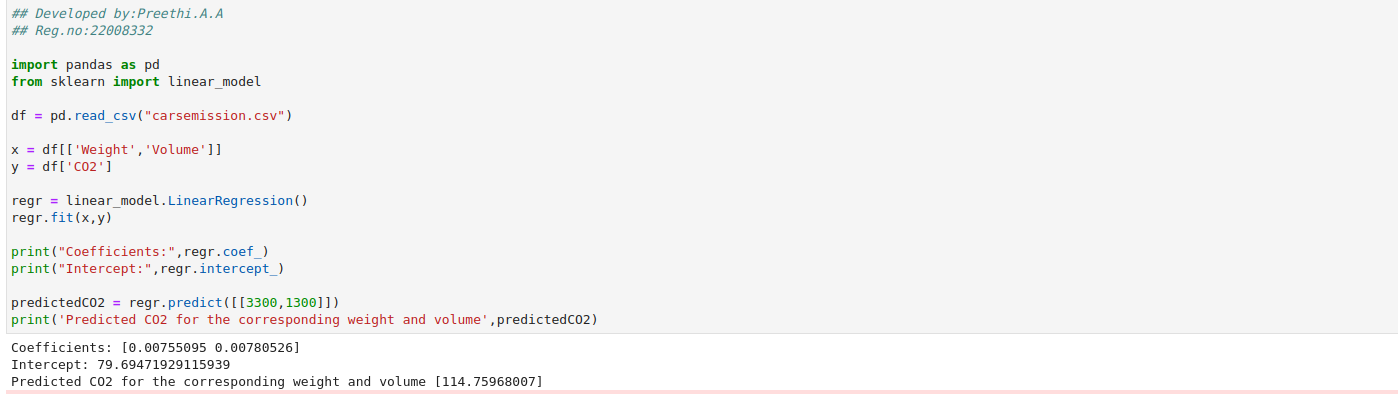 ## Developed by:Preethi.A.A
## Reg.no:22008332
import pandas as pd
from sklearn import linear_model
df = pd.read_csv("carsemission.csv")
x = df[['Weight','Volume']]
y = df['CO2']
regr = linear_model.LinearRegression()
regr.fit(x,y)
print("Coefficients:",regr.coef_)
print("Intercept:",regr.intercept_)
predictedCO2 = regr.predict([[3300,1300]])
print('Predicted CO2 for the corresponding weight and volume',predictedCO2)
Coefficients: [0.00755095 0.00780526]
Intercept: 79.69471929115939
Predicted CO2 for the corresponding weight and volume [114.75968007]